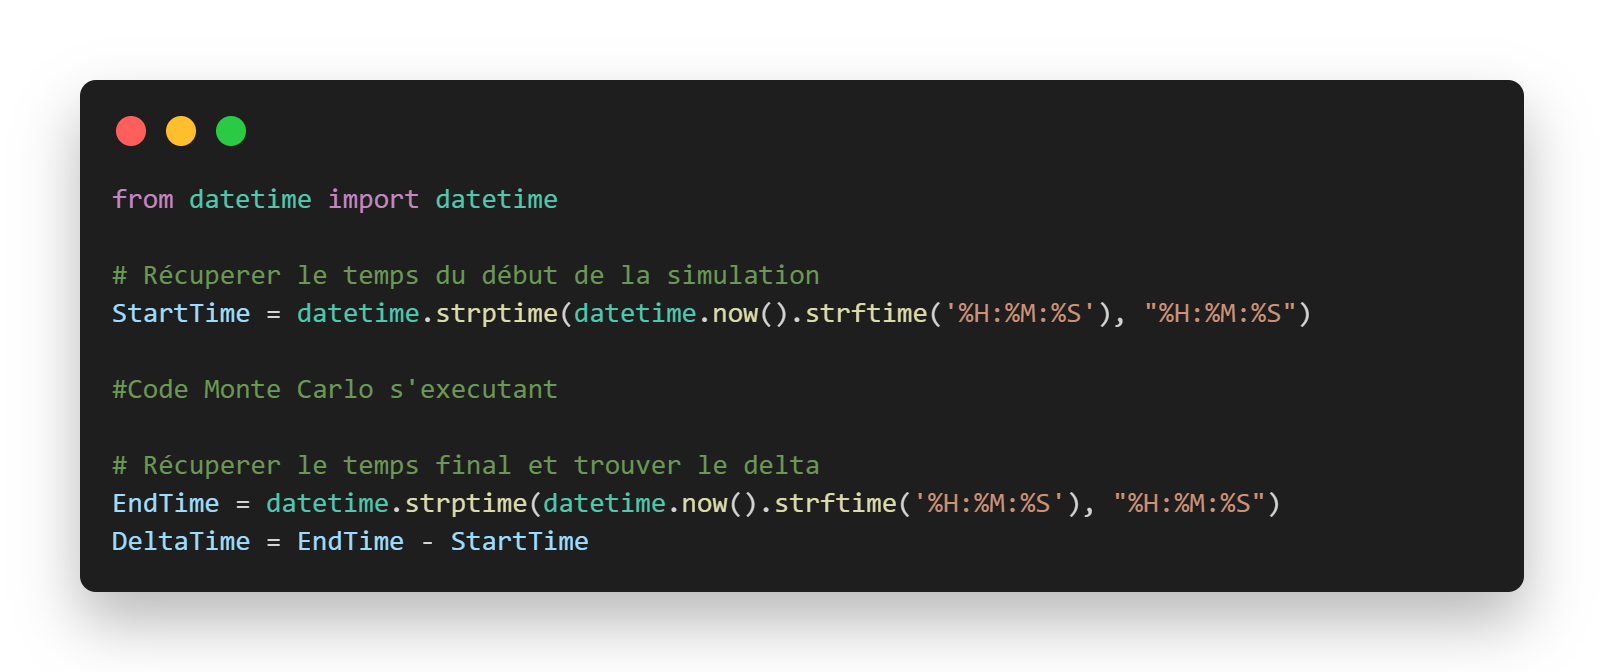 from datetime import datetime
# Récuperer le temps du début de la simulation
StartTime = datetime.strptime(datetime.now().strftime('%H:%M:%S'), "%H:%M:%S")
#Code Monte Carlo s'executant
# Récuperer le temps final et trouver le delta
EndTime = datetime.strptime(datetime.now().strftime('%H:%M:%S'), "%H:%M:%S")
DeltaTime = EndTime - StartTime